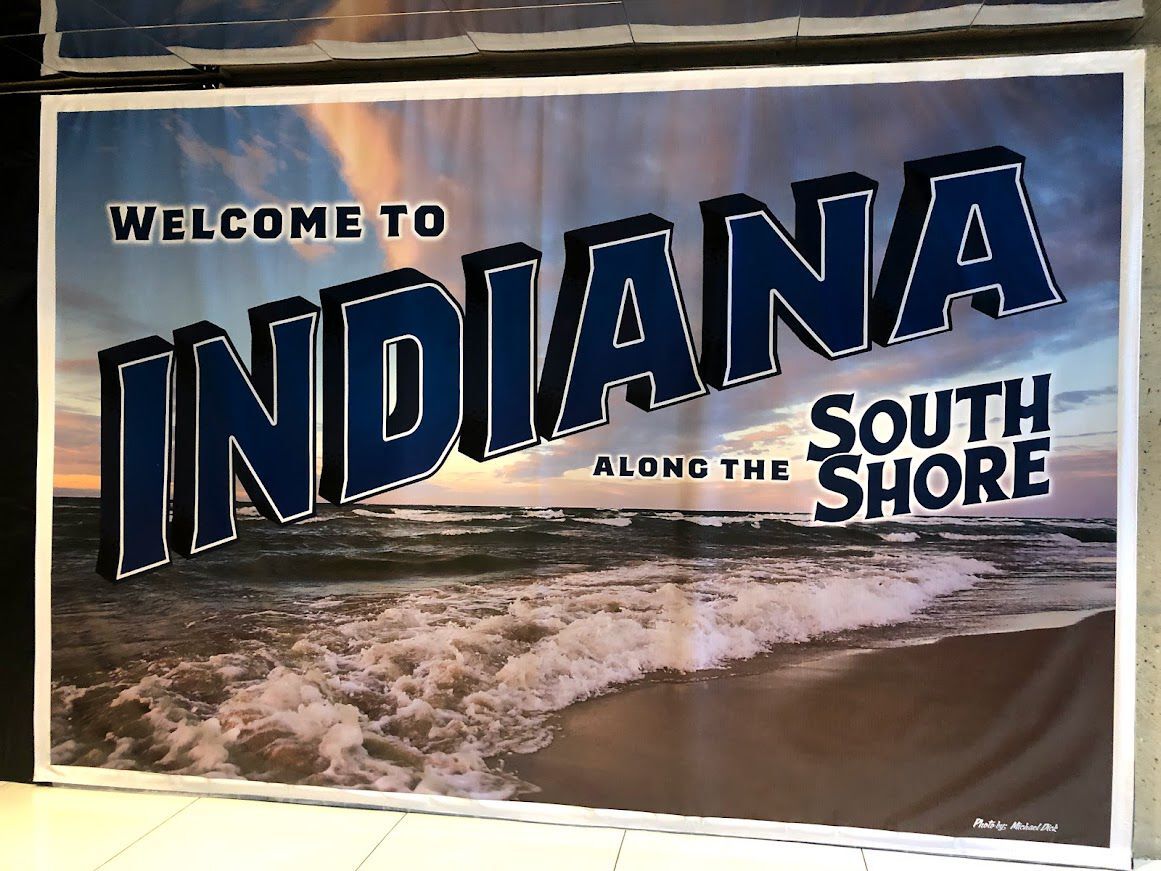 WELCOME TO
INDIANA
ALONG THE
SOUTH
SHORE
Photo by: Michael Dick